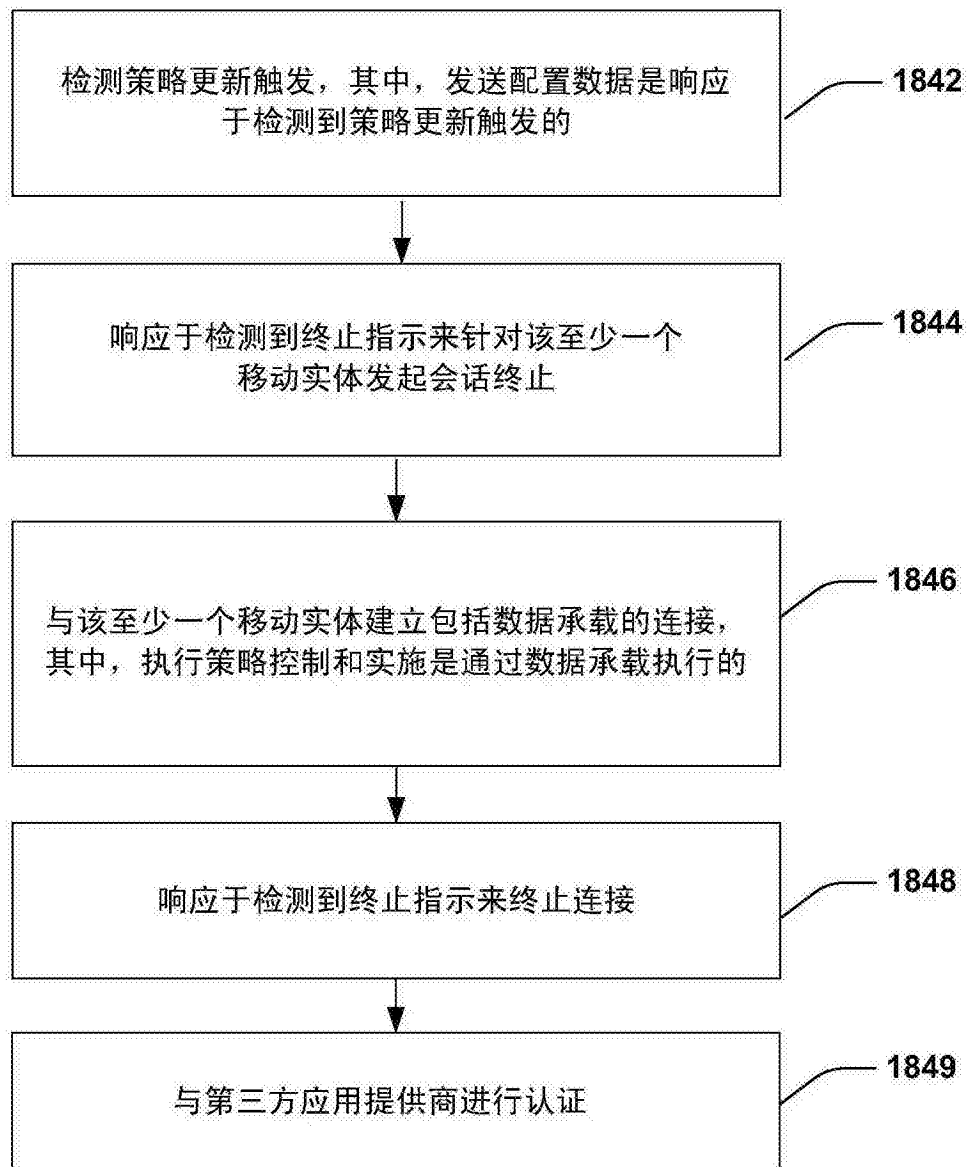 检测策略更新触发，其中，发送配置数据是响应
于检测到策略更新触发的
1842
响应于检测到终止指示来针对该至少一个
移动实体发起会话终止
1844
与该至少一个移动实体建立包括数据承载的连接，
其中，执行策略控制和实施是通过数据承载执行的
1846
响应于检测到终止指示来终止连接
1848
与第三方应用提供商进行认证
1849